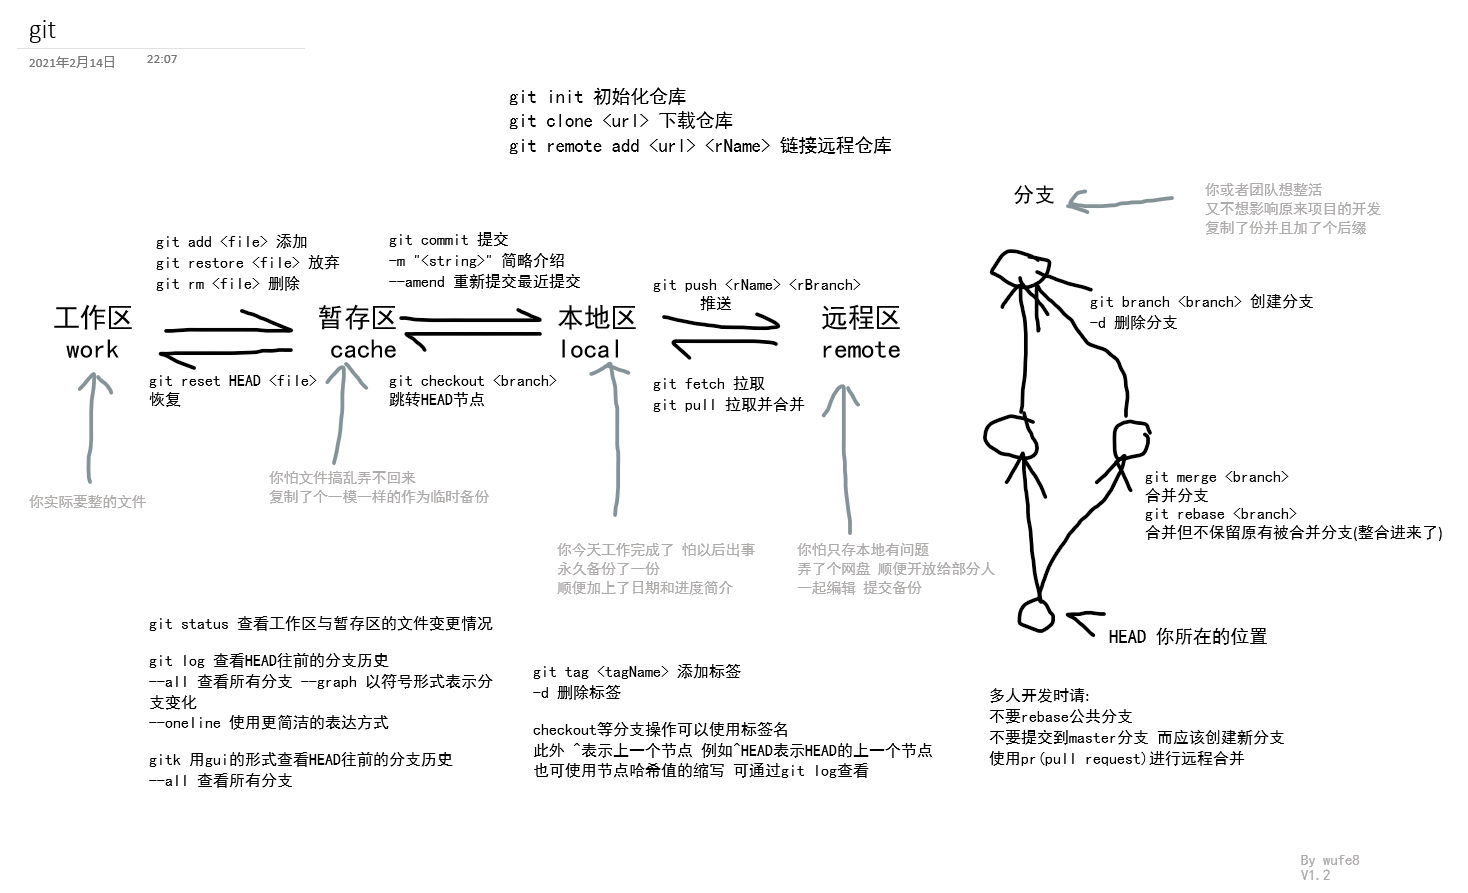 git
2021年2月14日 22:07
git init 初始化仓库
git clone <url> 下载仓库
git remote add <url> <rName> 链接远程仓库
git add <file> 添加
git restore <file> 放弃
git rm <file> 删除
git commit 提交
-m "<string>" 简略介绍
--amend 重新提交最近提交
git push <rName> <rBranch>
推送
工作区
work
暂存区
cache
本地区
local
远程区
remote
git reset HEAD <file>
恢复
git checkout <branch>
跳转HEAD节点
git fetch 拉取
git pull 拉取并合并
你实际要整的文件
你怕文件搞乱弄不回来
复制了个一模一样的作为临时备份
你今天工作完成了 怕以后出事
永久备份了一份
顺便加上了日期和进度简介
你怕只存本地有问题
弄了个网盘 顺便开放给部分人
一起编辑 提交备份
分支
你或者团队想整活
又不想影响原来项目的开发
复制了份并且加了个后缀
git branch <branch> 创建分支
-d 删除分支
git merge <branch>
合并分支
git rebase <branch>
合并但不保留原有被合并分支(整合进来了)
HEAD 你所在的位置
git status 查看工作区与暂存区的文件变更情况
git log 查看HEAD往前的分支历史
--all 查看所有分支 --graph 以符号形式表示分
支变化
--oneline 使用更简洁的表达方式
gitk 用gui的形式查看HEAD往前的分支历史
--all 查看所有分支
git tag <tagName> 添加标签
-d 删除标签
checkout等分支操作可以使用标签名
此外 ^表示上一个节点 例如^HEAD表示HEAD的上一个节点
也可使用节点哈希值的缩写 可通过git log查看
多人开发时请:
不要rebase公共分支
不要提交到master分支 而应该创建新分支
使用pr(pull request)进行远程合并
By wufe8
V1.2